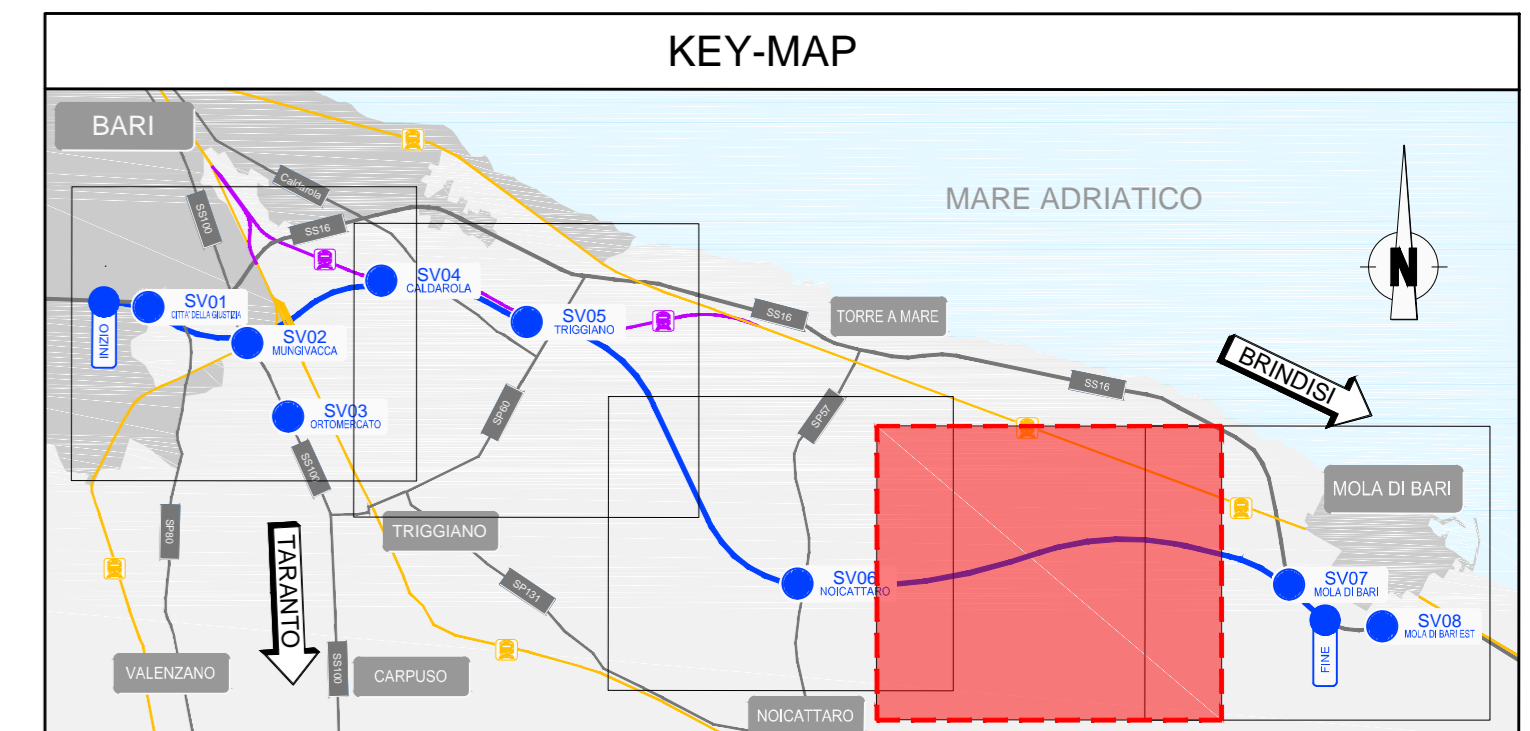 KEY-MAP
BARI
MARE ADRIATICO
Caldarola
SS100
SS16
N
SV04
CALDAROLA
SV01
CITTA' DELLA GIUSTIZIA
SV05
TRIGGIANO
SS16
TORRE A MARE
INIZIO
SV02
MUNGIVACCA
BRINDISI
SS16
SV03
ORTOMERCATO
SP60
SP57
SS100
MOLA DI BARI
SP80
TRIGGIANO
TARANTO
SP131
SV06
NOICATTARO
SV07
MOLA DI BARI
SV08
MOLA DI BARI EST
FINE
VALENZANO
SS100
CARPUSO
NOICATTARO